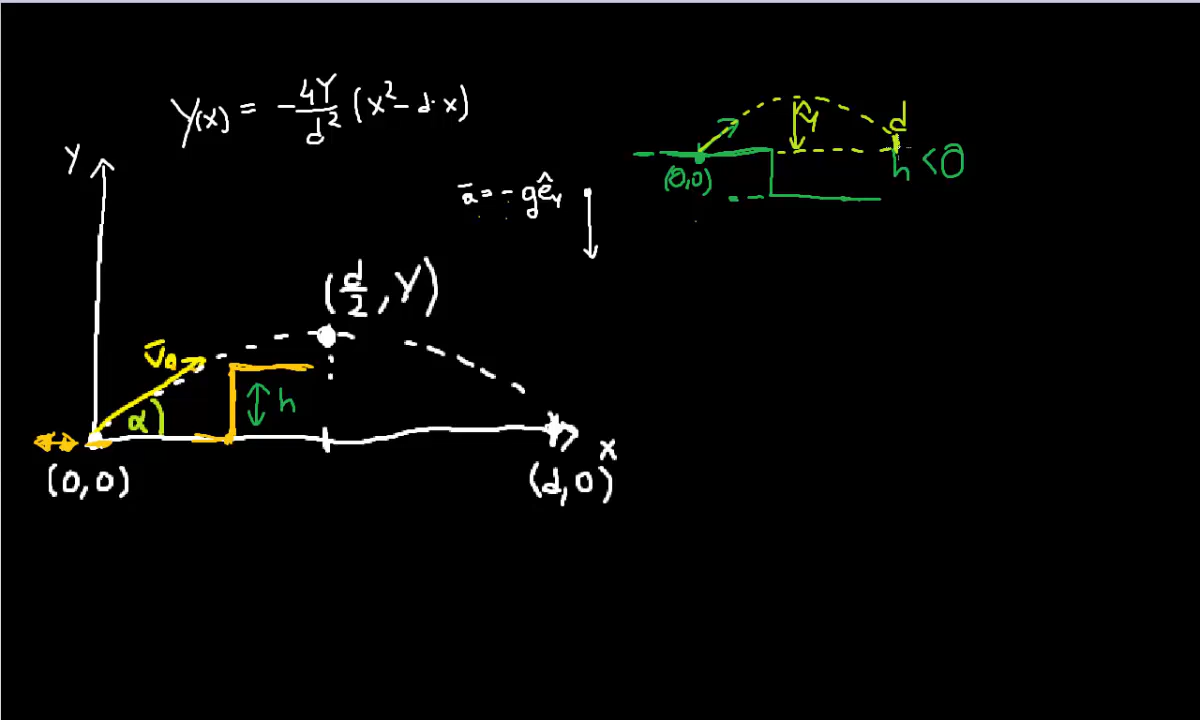 Y(x) = -4Y/d² (x² - d·x)
Y
ā = -gê_y
(0,0)
Y
d
h < 0
(d/2, Y)
v̄₀
α
h
x
(0,0)
(d,0)